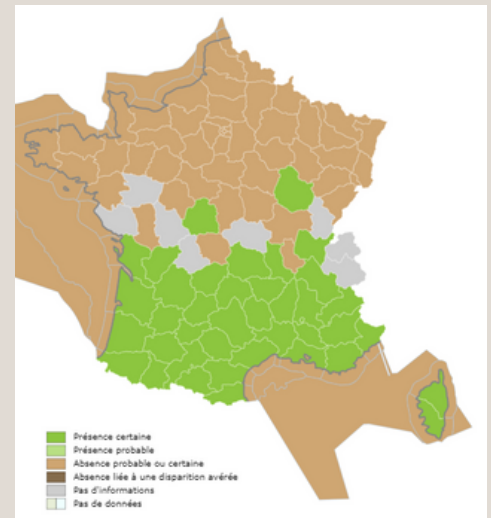 Présence certaine
Présence probable
Absence probable ou certaine
Absence liée à une disparition avérée
Pas d'informations
Pas de données